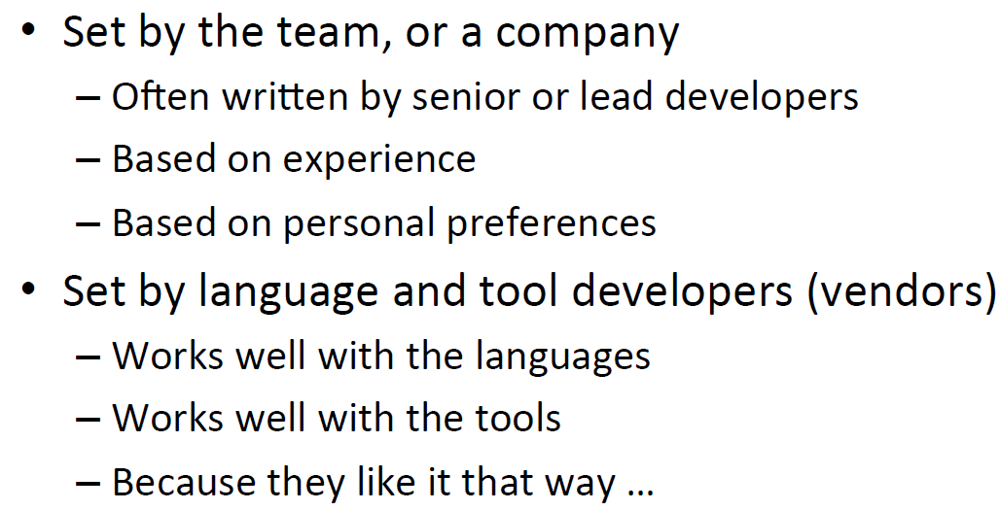 • Set by the team, or a company
– Often written by senior or lead developers
– Based on experience
– Based on personal preferences
• Set by language and tool developers (vendors)
– Works well with the languages
– Works well with the tools
– Because they like it that way …